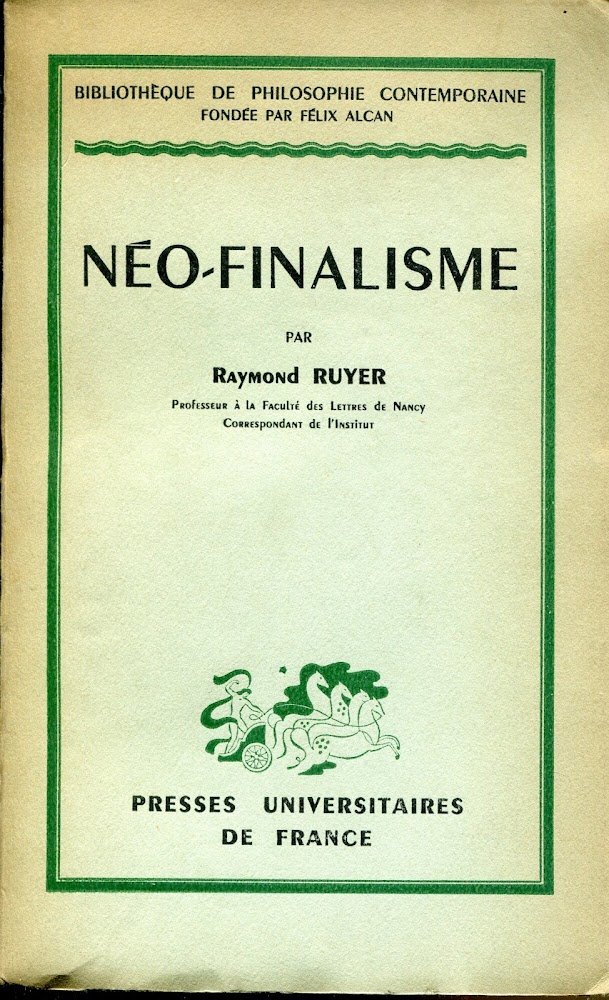 BIBLIOTHÈQUE DE PHILOSOPHIE CONTEMPORAINE
FONDÉE PAR FÉLIX ALCAN
NÉO-FINALISME
PAR
Raymond RUYER
Professeur à la Faculté des Lettres de Nancy
Correspondant de l'Institut
PRESSES UNIVERSITAIRES
DE FRANCE